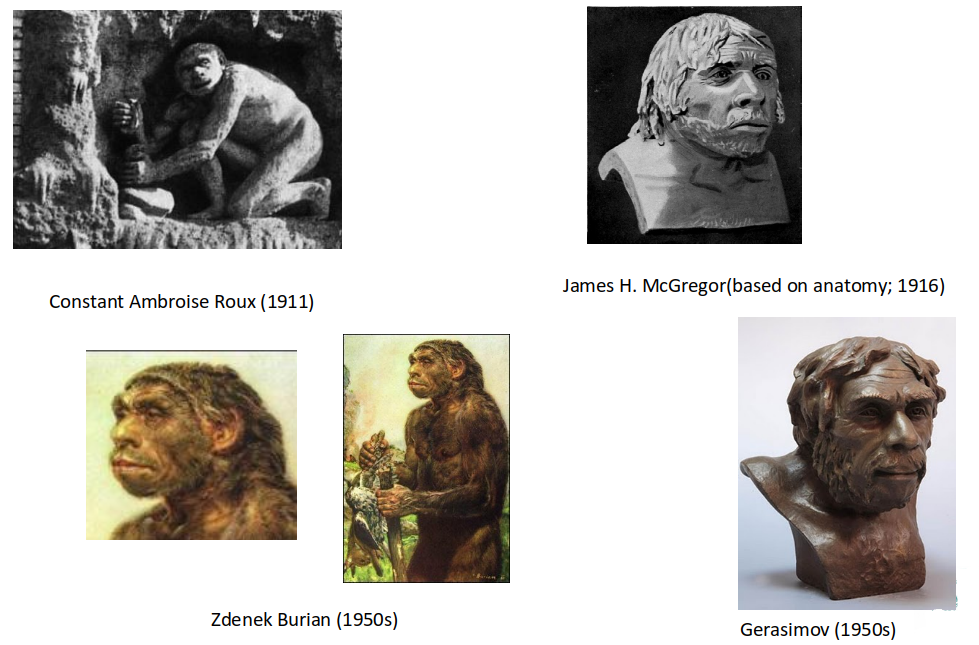 Constant Ambroise Roux (1911)
James H. McGregor(based on anatomy; 1916)
Zdenek Burian (1950s)
Gerasimov (1950s)